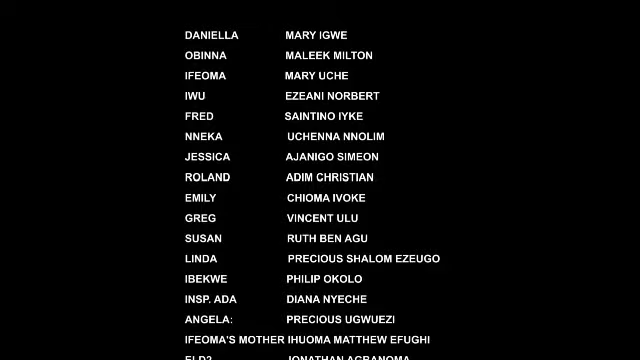 DANIELLA MARY IGWE
OBINNA MALEEK MILTON
IFEOMA MARY UCHE
IWU EZEANI NORBERT
FRED SAINTINO IYKE
NNEKA UCHENNA NNOLIM
JESSICA AJANIGO SIMEON
ROLAND ADIM CHRISTIAN
EMILY CHIOMA IVOKE
GREG VINCENT ULU
SUSAN RUTH BEN AGU
LINDA PRECIOUS SHALOM EZEUGO
IBEKWE PHILIP OKOLO
INSP. ADA DIANA NYECHE
ANGELA: PRECIOUS UGWUEZI
IFEOMA'S MOTHER IHUOMA MATTHEW EFUGHI
JONATHAN